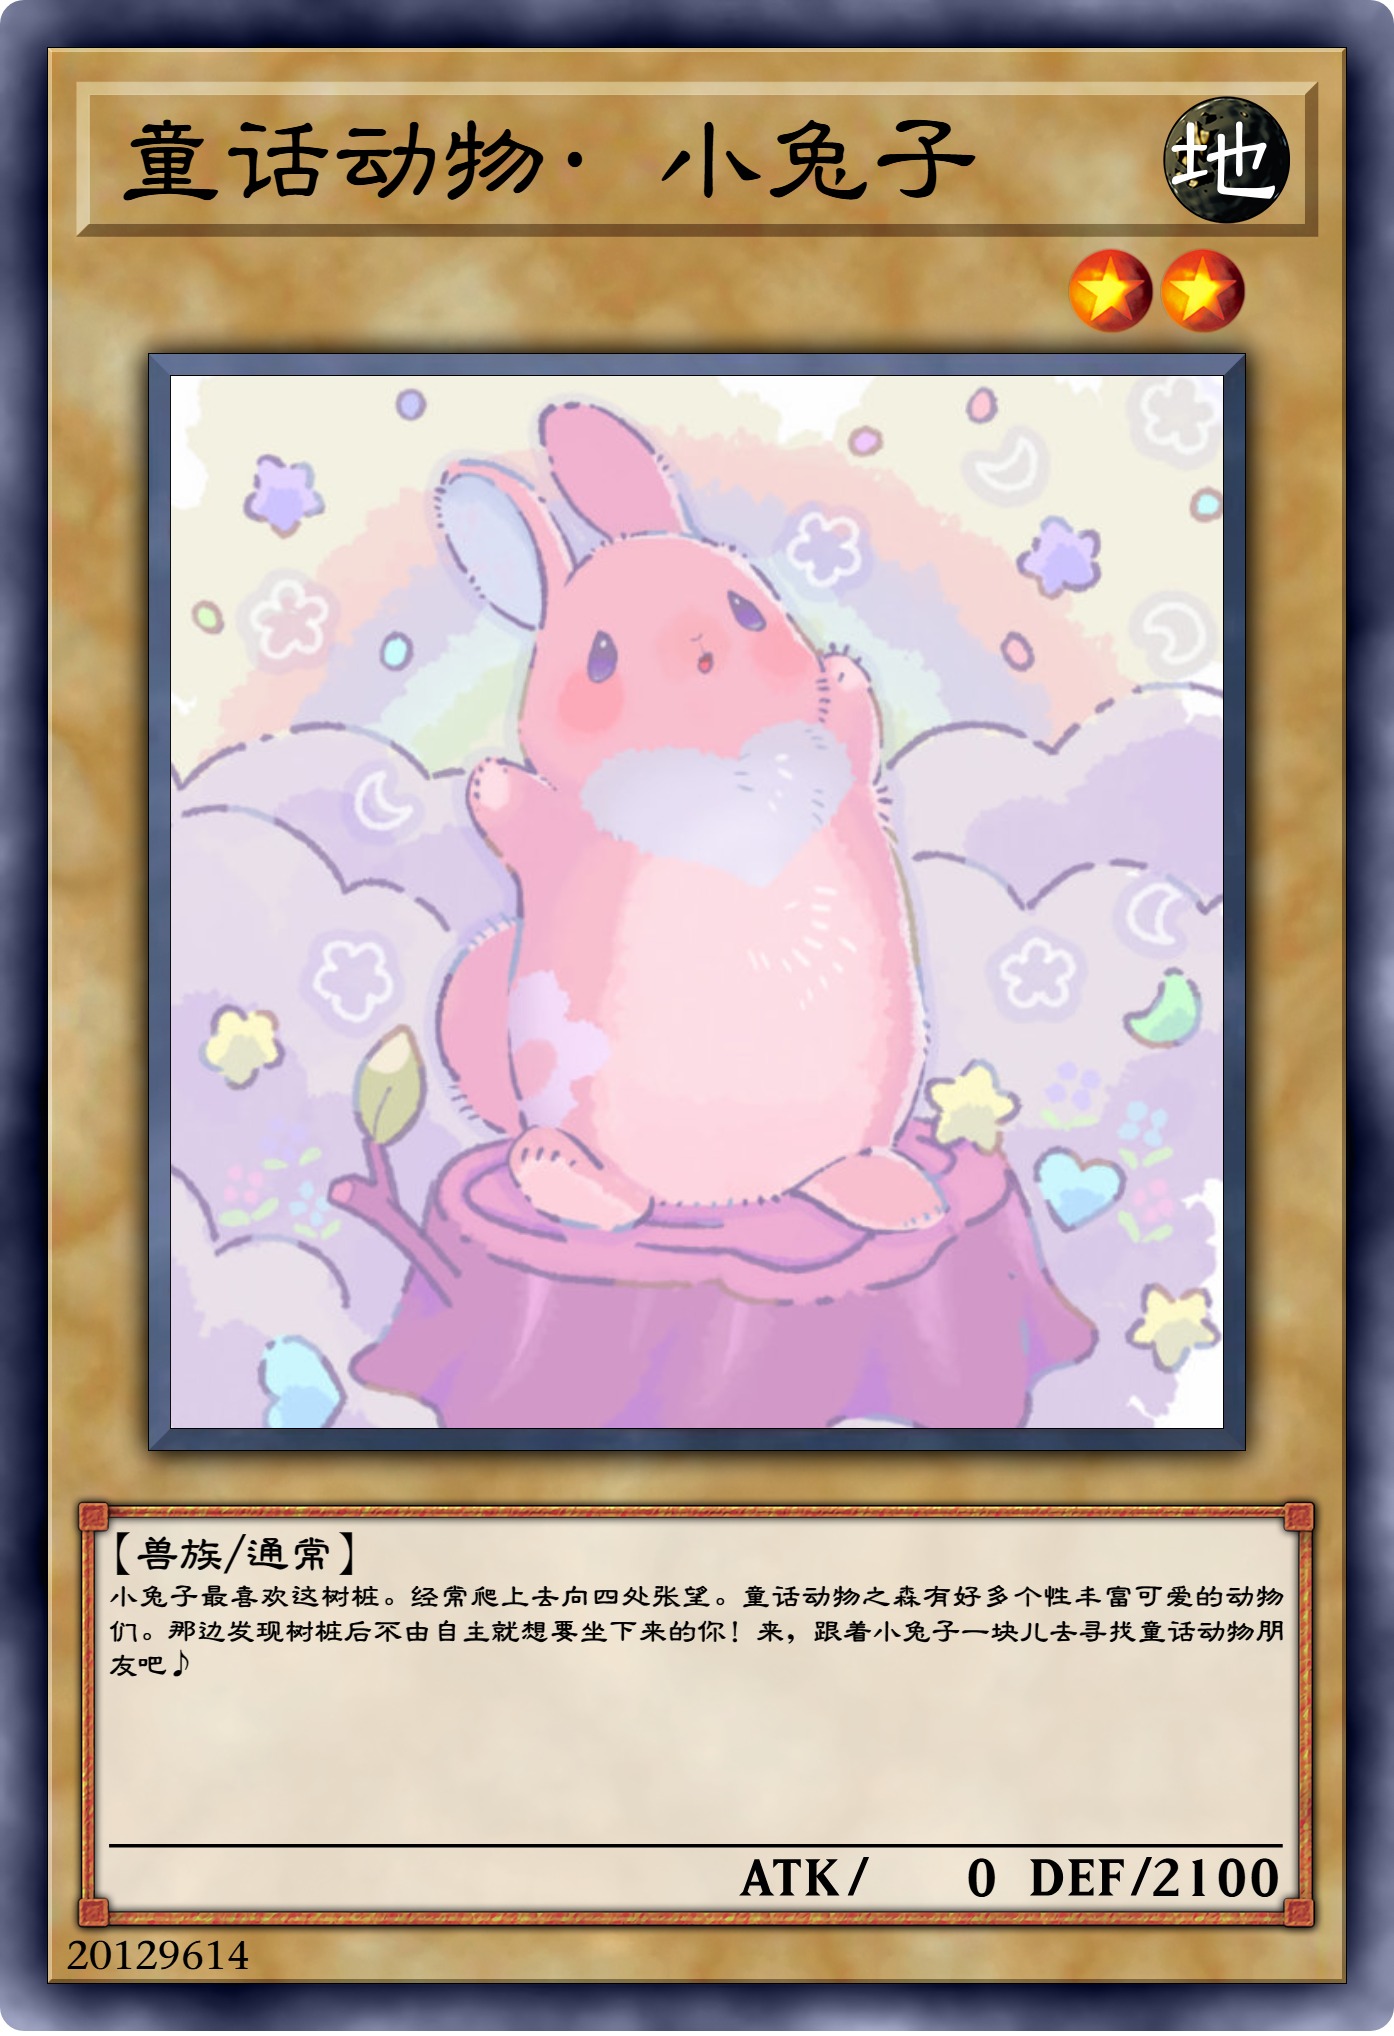 童话动物·小兔子
地
【兽族/通常】
小兔子最喜欢这树桩。经常爬上去向四处张望。童话动物之森有好多个性丰富可爱的动物
们。那边发现树桩后不由自主就想要坐下来的你！来，跟着小兔子一块儿去寻找童话动物朋
友吧♪
ATK/ 0 DEF/2100
20129614